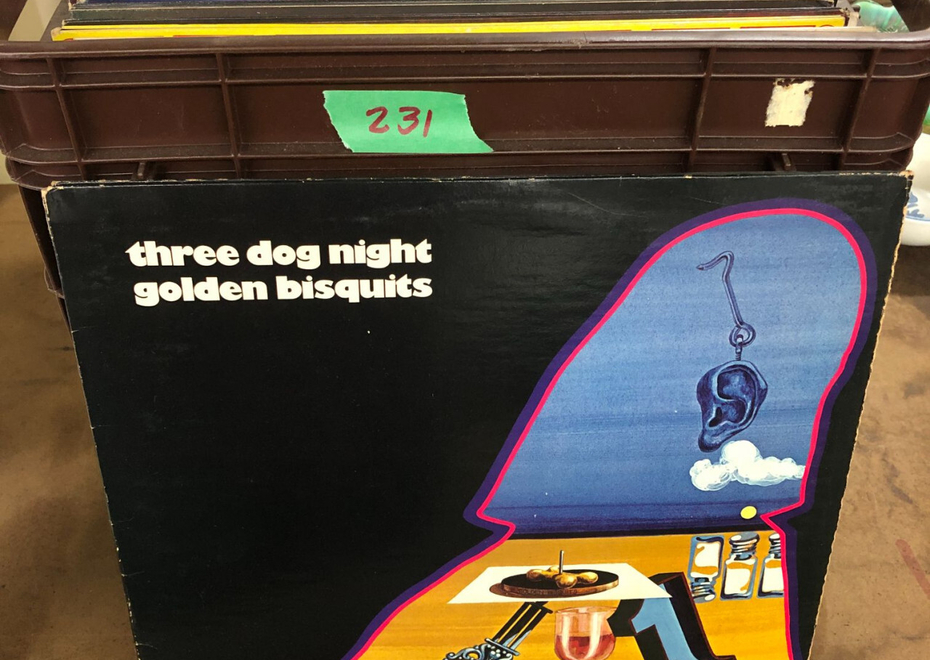 231
three dog night
golden bisquits